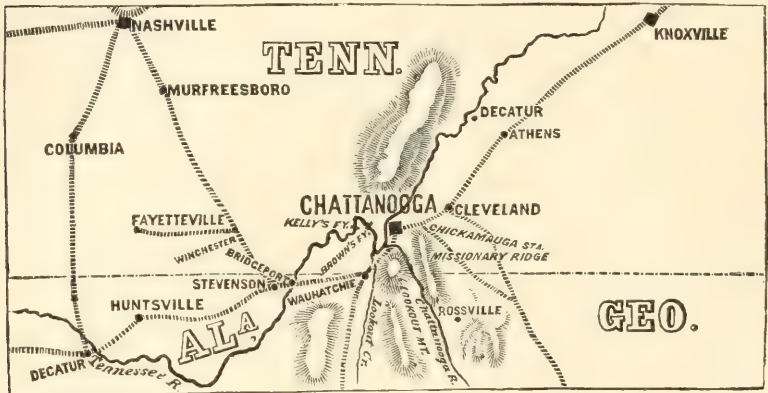 NASHVILLE
KNOXVILLE
TENN.
MURFREESBORO
DECATUR
ATHENS
COLUMBIA
CHATTANOOGA
CLEVELAND
FAYETTEVILLE
KELLY'S FY.
WINCHESTER
BROWN'S FY.
CHICKAMAUGA STA.
MISSIONARY RIDGE
BRIDGEPORT
STEVENSON
WAUHATCHIE
HUNTSVILLE
ALA.
Lookout Cr.
LOOKOUT MT.
Chattanooga R.
ROSSVILLE
GEO.
DECATUR
Tennessee R.